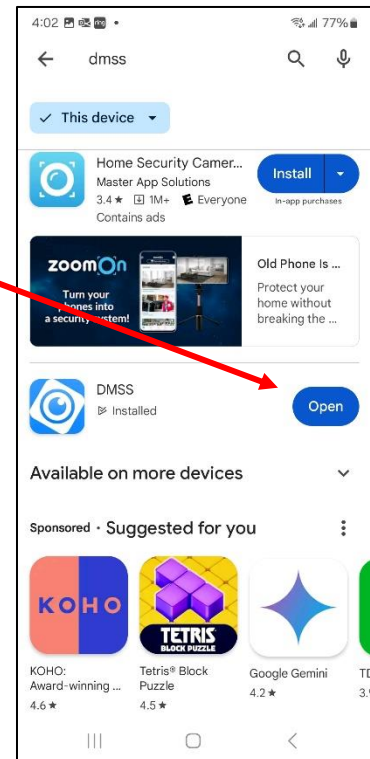 4:02 77%
dmss
This device
Home Security Camer...
Master App Solutions
3.4★ 1M+ Everyone
Contains ads
Install
In-app purchases
zoomOn
Turn your
phones into
a security system!
Old Phone Is ...
Protect your
home without
breaking the ...
DMSS
Installed
Open
Available on more devices
Sponsored · Suggested for you
KOHO
TETRIS
BLOCK PUZZLE
KOHO:
Award-winning ...
4.6★
Tetris® Block
Puzzle
4.5★
Google Gemini
4.2★
TD
3.9